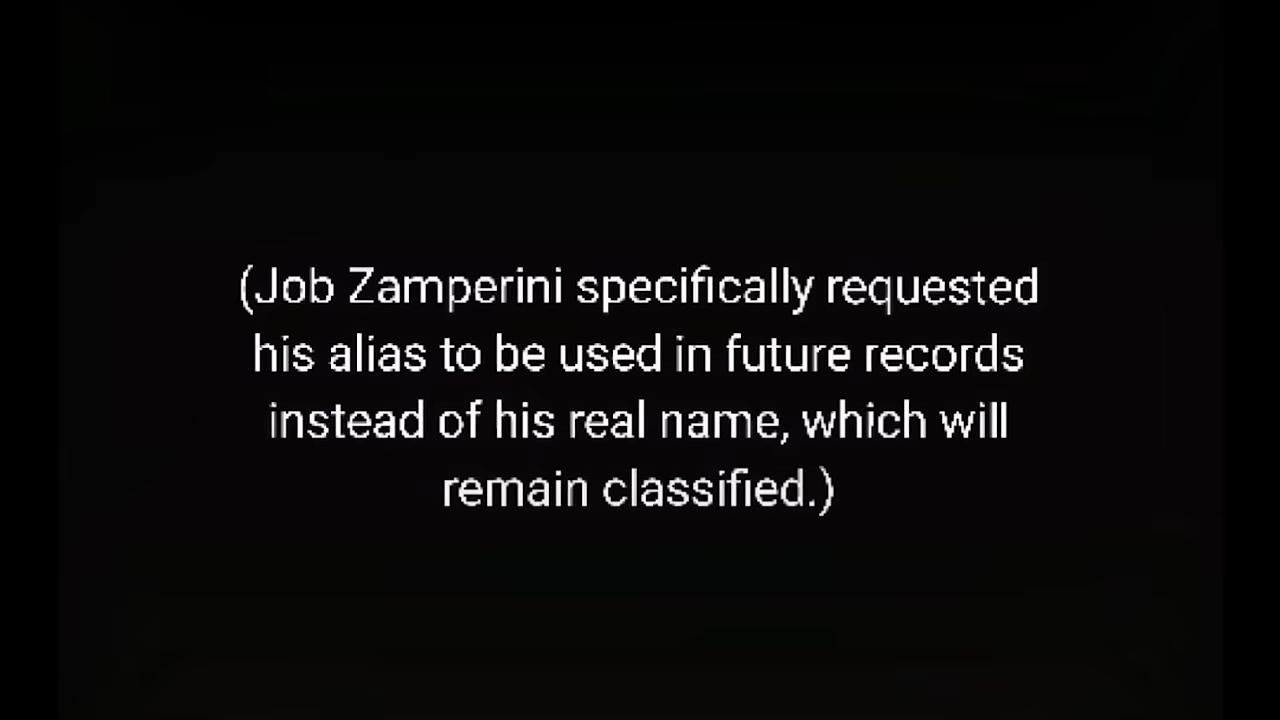 (Job Zamperini specifically requested
his alias to be used in future records
instead of his real name, which will
remain classified.)